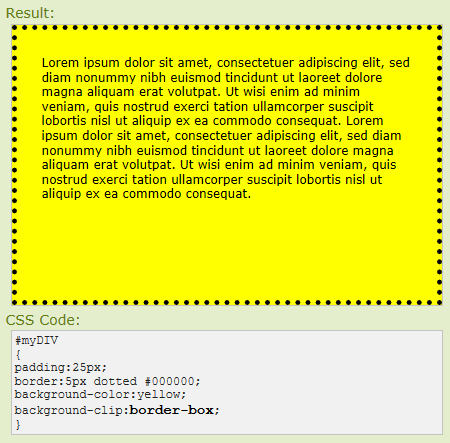 Result:
Lorem ipsum dolor sit amet, consectetuer adipiscing elit, sed
diam nonummy nibh euismod tincidunt ut laoreet dolore
magna aliquam erat volutpat. Ut wisi enim ad minim
veniam, quis nostrud exerci tation ullamcorper suscipit
lobortis nisl ut aliquip ex ea commodo consequat. Lorem
ipsum dolor sit amet, consectetuer adipiscing elit, sed diam
nonummy nibh euismod tincidunt ut laoreet dolore magna
aliquam erat volutpat. Ut wisi enim ad minim veniam, quis
nostrud exerci tation ullamcorper suscipit lobortis nisl ut
aliquip ex ea commodo consequat.
CSS Code:
#myDIV
{
padding:25px;
border:5px dotted #000000;
background-color:yellow;
background-clip:border-box;
}